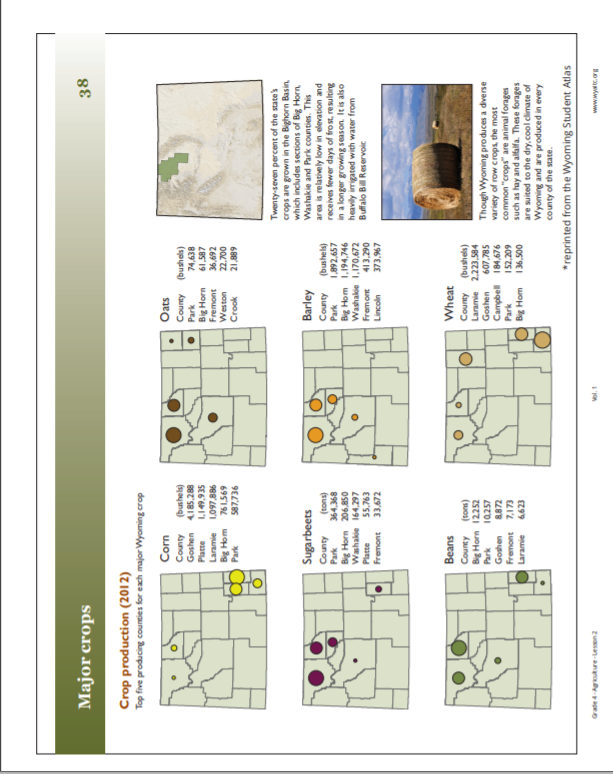 Major crops
38
Crop production (2012)
Top five producing counties for each major Wyoming crop
Corn
County (bushels)
Goshen 4,185,288
Platte 1,149,935
Laramie 1,097,886
Big Horn 761,569
Park 587,736
Oats
County (bushels)
Park 74,638
Big Horn 61,587
Fremont 36,692
Weston 22,700
Crook 21,889
Twenty-seven percent of the state's
crops are grown in the Bighorn Basin,
which includes sections of Big Horn,
Washakie and Park counties. This
area is relatively low in elevation and
receives fewer days of frost, resulting
in a longer growing season. It is also
heavily irrigated with water from
Buffalo Bill Reservoir.
Sugarbeets
County (tons)
Park 364,368
Big Horn 206,850
Washakie 164,297
Platte 55,763
Fremont 33,672
Barley
County (bushels)
Park 1,892,657
Big Horn 1,194,746
Washakie 1,170,672
Fremont 413,290
Lincoln 373,967
Beans
County (tons)
Big Horn 12,252
Park 10,257
Goshen 8,872
Fremont 7,173
Laramie 6,623
Wheat
County (bushels)
Laramie 2,223,584
Goshen 607,785
Campbell 184,676
Park 152,209
Big Horn 136,500
Though Wyoming produces a diverse
variety of row crops, the most
common "crops" are animal forages
such as hay and alfalfa. These forages
are suited to the dry, cool climate of
Wyoming and are produced in every
county of the state.
*reprinted from the Wyoming Student Atlas
Grade 4 - Agriculture - Lesson 2
Vol. 1
www.wyaitc.org